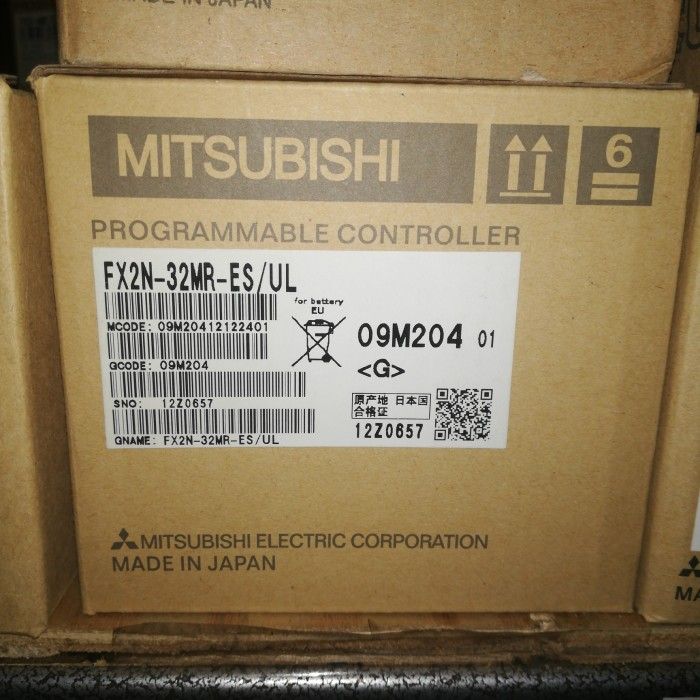 MADE IN JAPAN
MITSUBISHI
6
PROGRAMMABLE CONTROLLER
FX2N-32MR-ES/UL
for battery
EU
MCODE: 09M20412122401
09M204 01
GCODE: 09M204
<G>
SNO: 12Z0657
原产地 日本国
合格证
12Z0657
GNAME: FX2N-32MR-ES/UL
MITSUBISHI ELECTRIC CORPORATION
MADE IN JAPAN